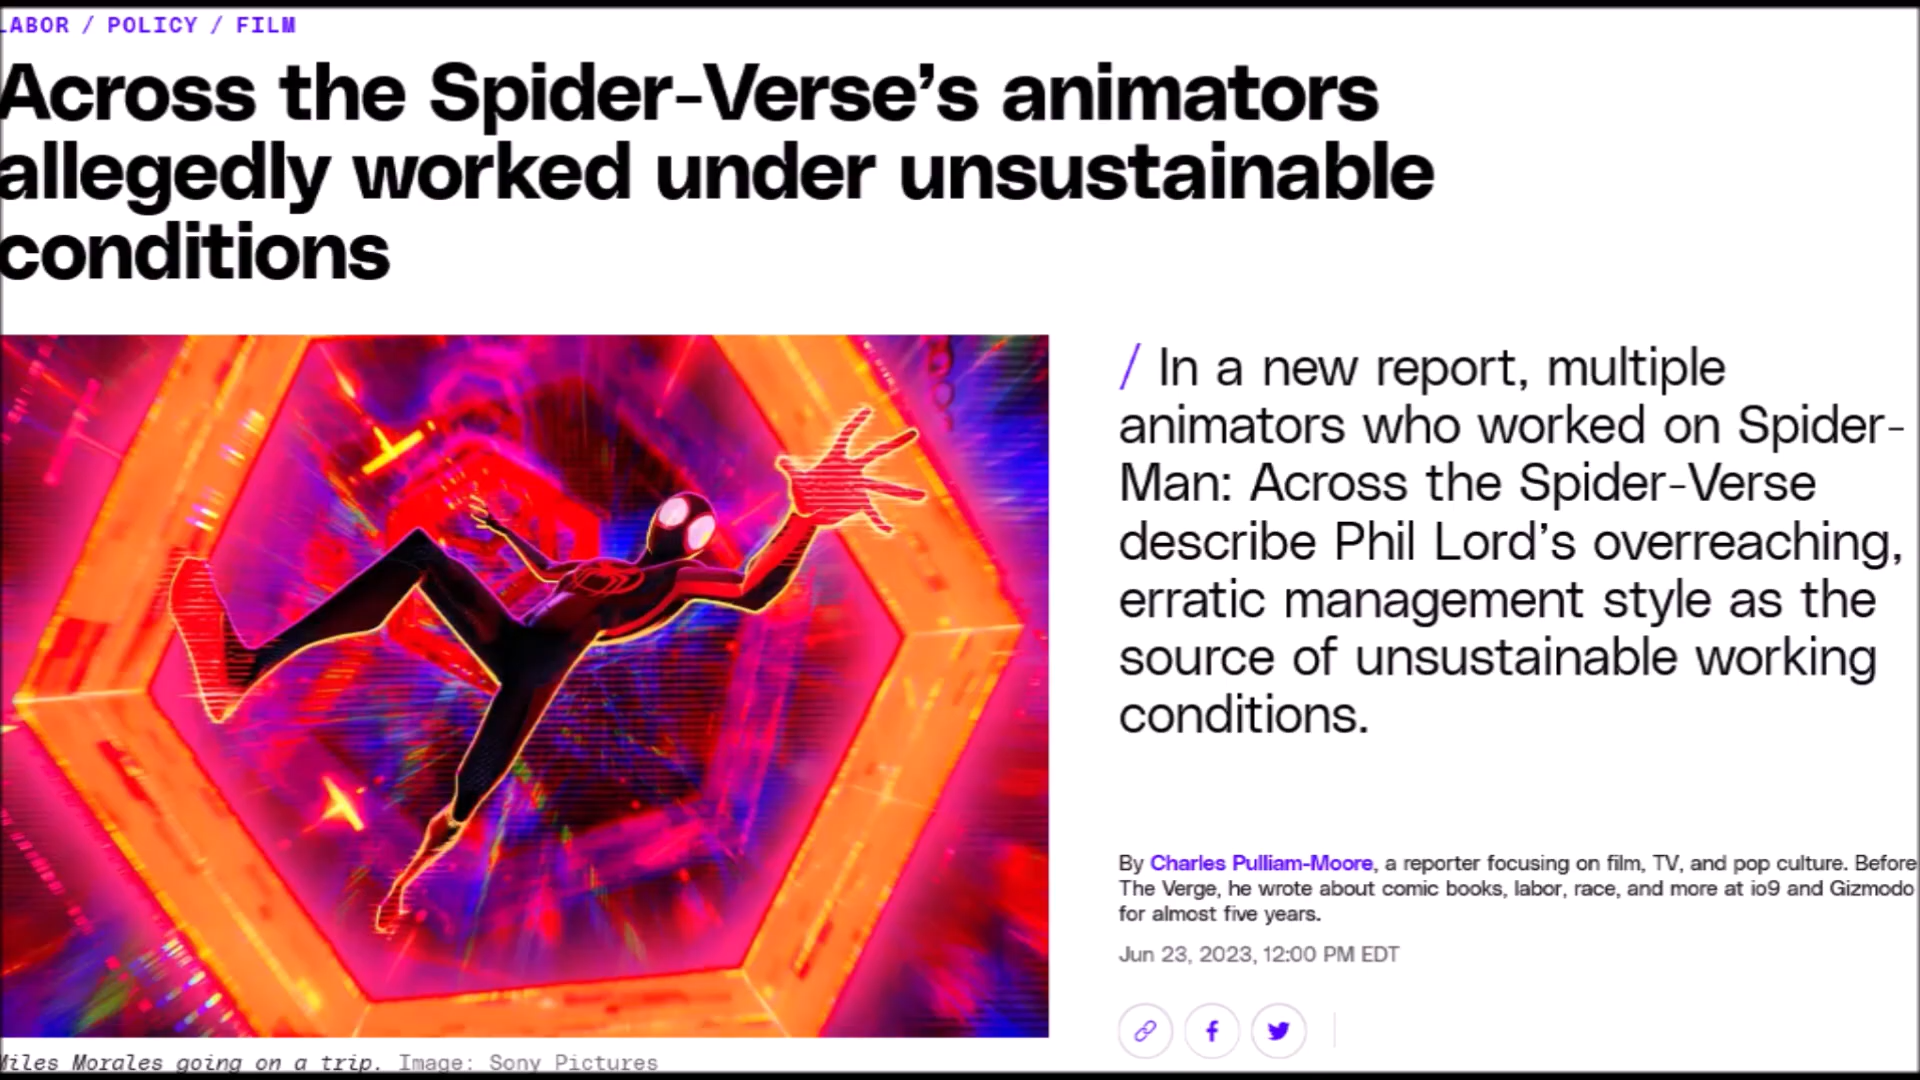 LABOR / POLICY / FILM
Across the Spider-Verse’s animators
allegedly worked under unsustainable
conditions
/ In a new report, multiple
animators who worked on Spider-
Man: Across the Spider-Verse
describe Phil Lord’s overreaching,
erratic management style as the
source of unsustainable working
conditions.
By Charles Pulliam-Moore, a reporter focusing on film, TV, and pop culture. Before
The Verge, he wrote about comic books, labor, race, and more at io9 and Gizmodo
for almost five years.
Jun 23, 2023, 12:00 PM EDT
Miles Morales going on a trip. Image: Sony Pictures